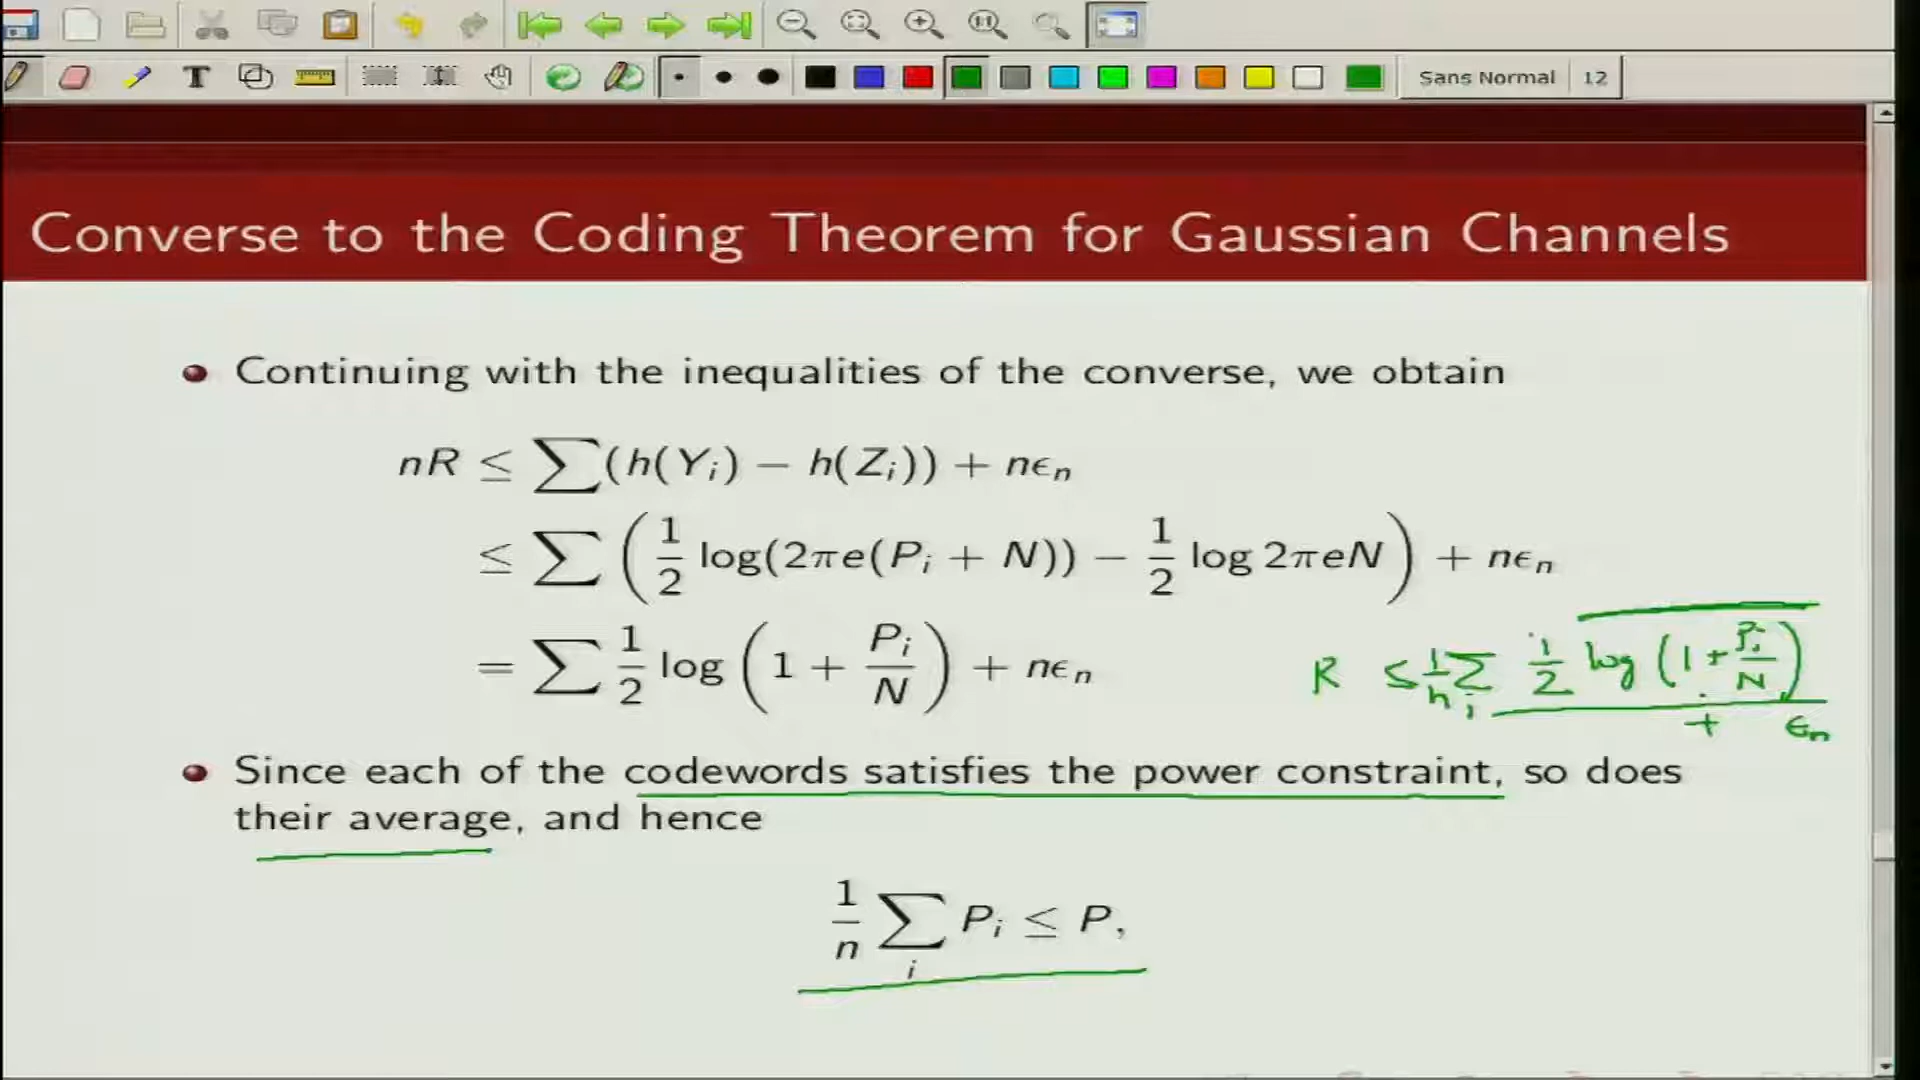 Sans Normal 12
Converse to the Coding Theorem for Gaussian Channels
Continuing with the inequalities of the converse, we obtain
nR ≤ ∑(h(Y_i) − h(Z_i)) + nϵ_n
≤ ∑ (1/2 log(2πe(P_i + N)) − 1/2 log 2πeN) + nϵ_n
= ∑ 1/2 log (1 + P_i/N) + nϵ_n
R ≤ 1/n ∑_i 1/2 log (1 + P_i/N) + ϵ_n
Since each of the codewords satisfies the power constraint, so does
their average, and hence
1/n ∑_i P_i ≤ P,